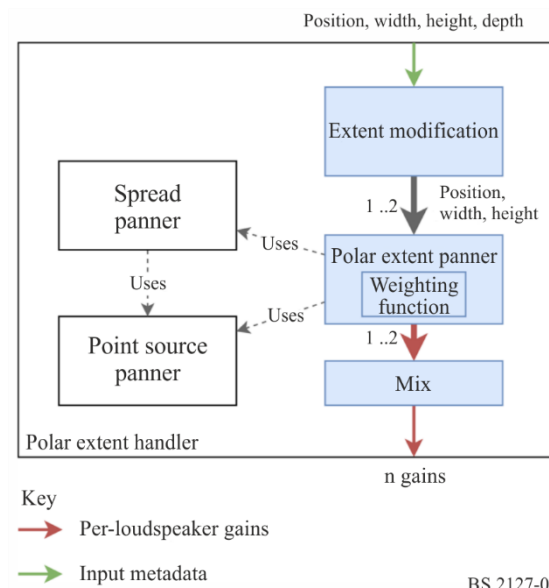 Position, width, height, depth
Extent modification
Position,
1 ..2
width, height
Spread
panner
Uses
Polar extent panner
Weighting
function
Uses
Uses
Point source
panner
1 ..2
Mix
Polar extent handler
n gains
Key
Per-loudspeaker gains
Input metadata
BS.2127-0